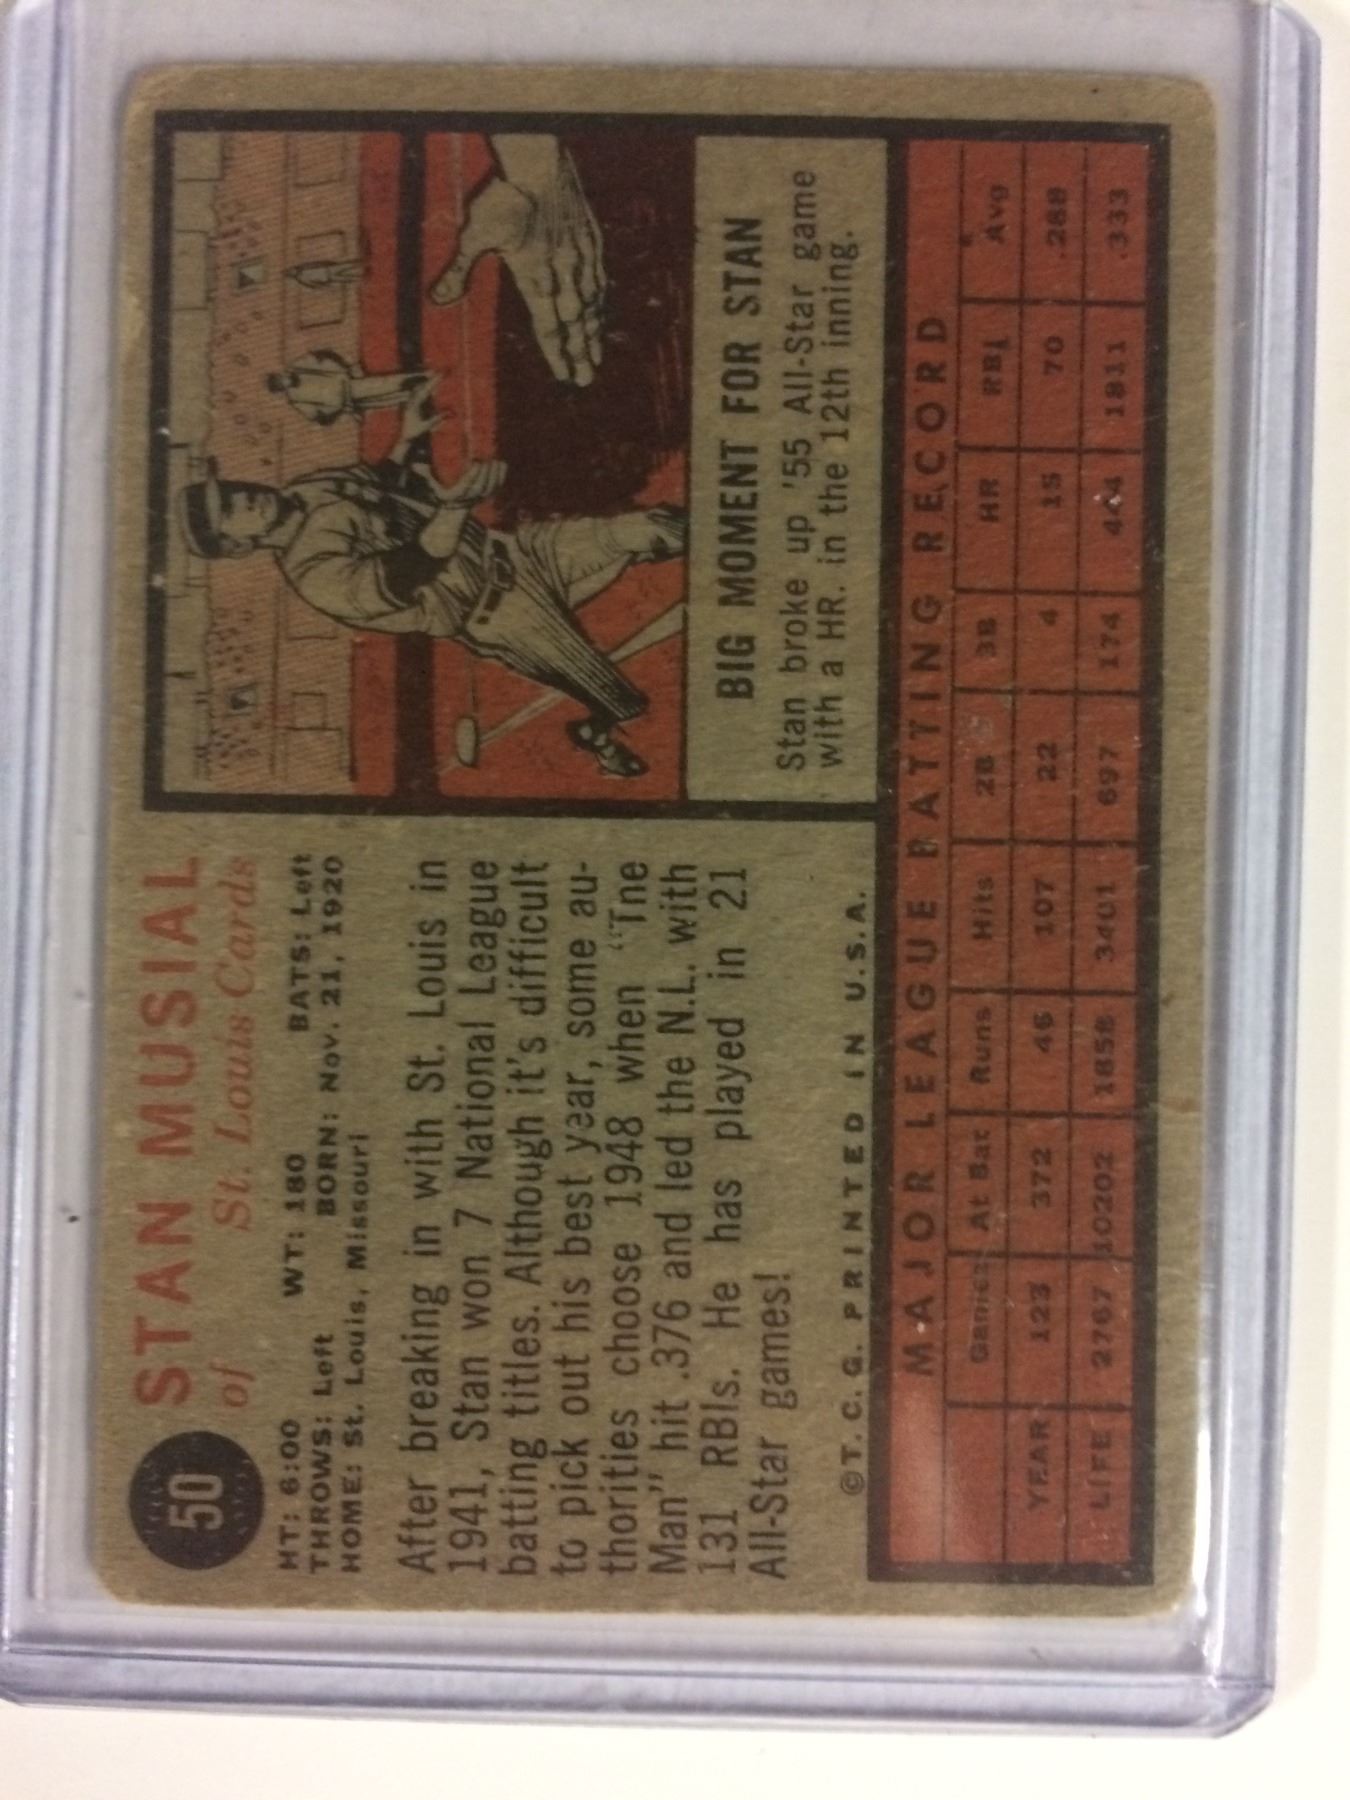 50
STAN MUSIAL
of St. Louis Cards
HT: 6:00 WT: 180 BATS: Left
THROWS: Left BORN: Nov. 21, 1920
HOME: St. Louis, Missouri
After breaking in with St. Louis in
1941, Stan won 7 National League
batting titles. Although it's difficult
to pick out his best year, some au-
thorities choose 1948 when "Tne
Man" hit .376 and led the N.L. with
131 RBIs. He has played in 21
All-Star games!
©T. C. G. PRINTED IN U.S.A.
BIG MOMENT FOR STAN
Stan broke up '55 All-Star game
with a HR. in the 12th inning.
MAJOR LEAGUE BATTING RECORD
Games At Bat Runs Hits 2B 3B HR RBI Avg
YEAR 123 372 46 107 22 4 15 70 .288
LIFE 2767 10202 1858 3401 697 174 444 1811 .333